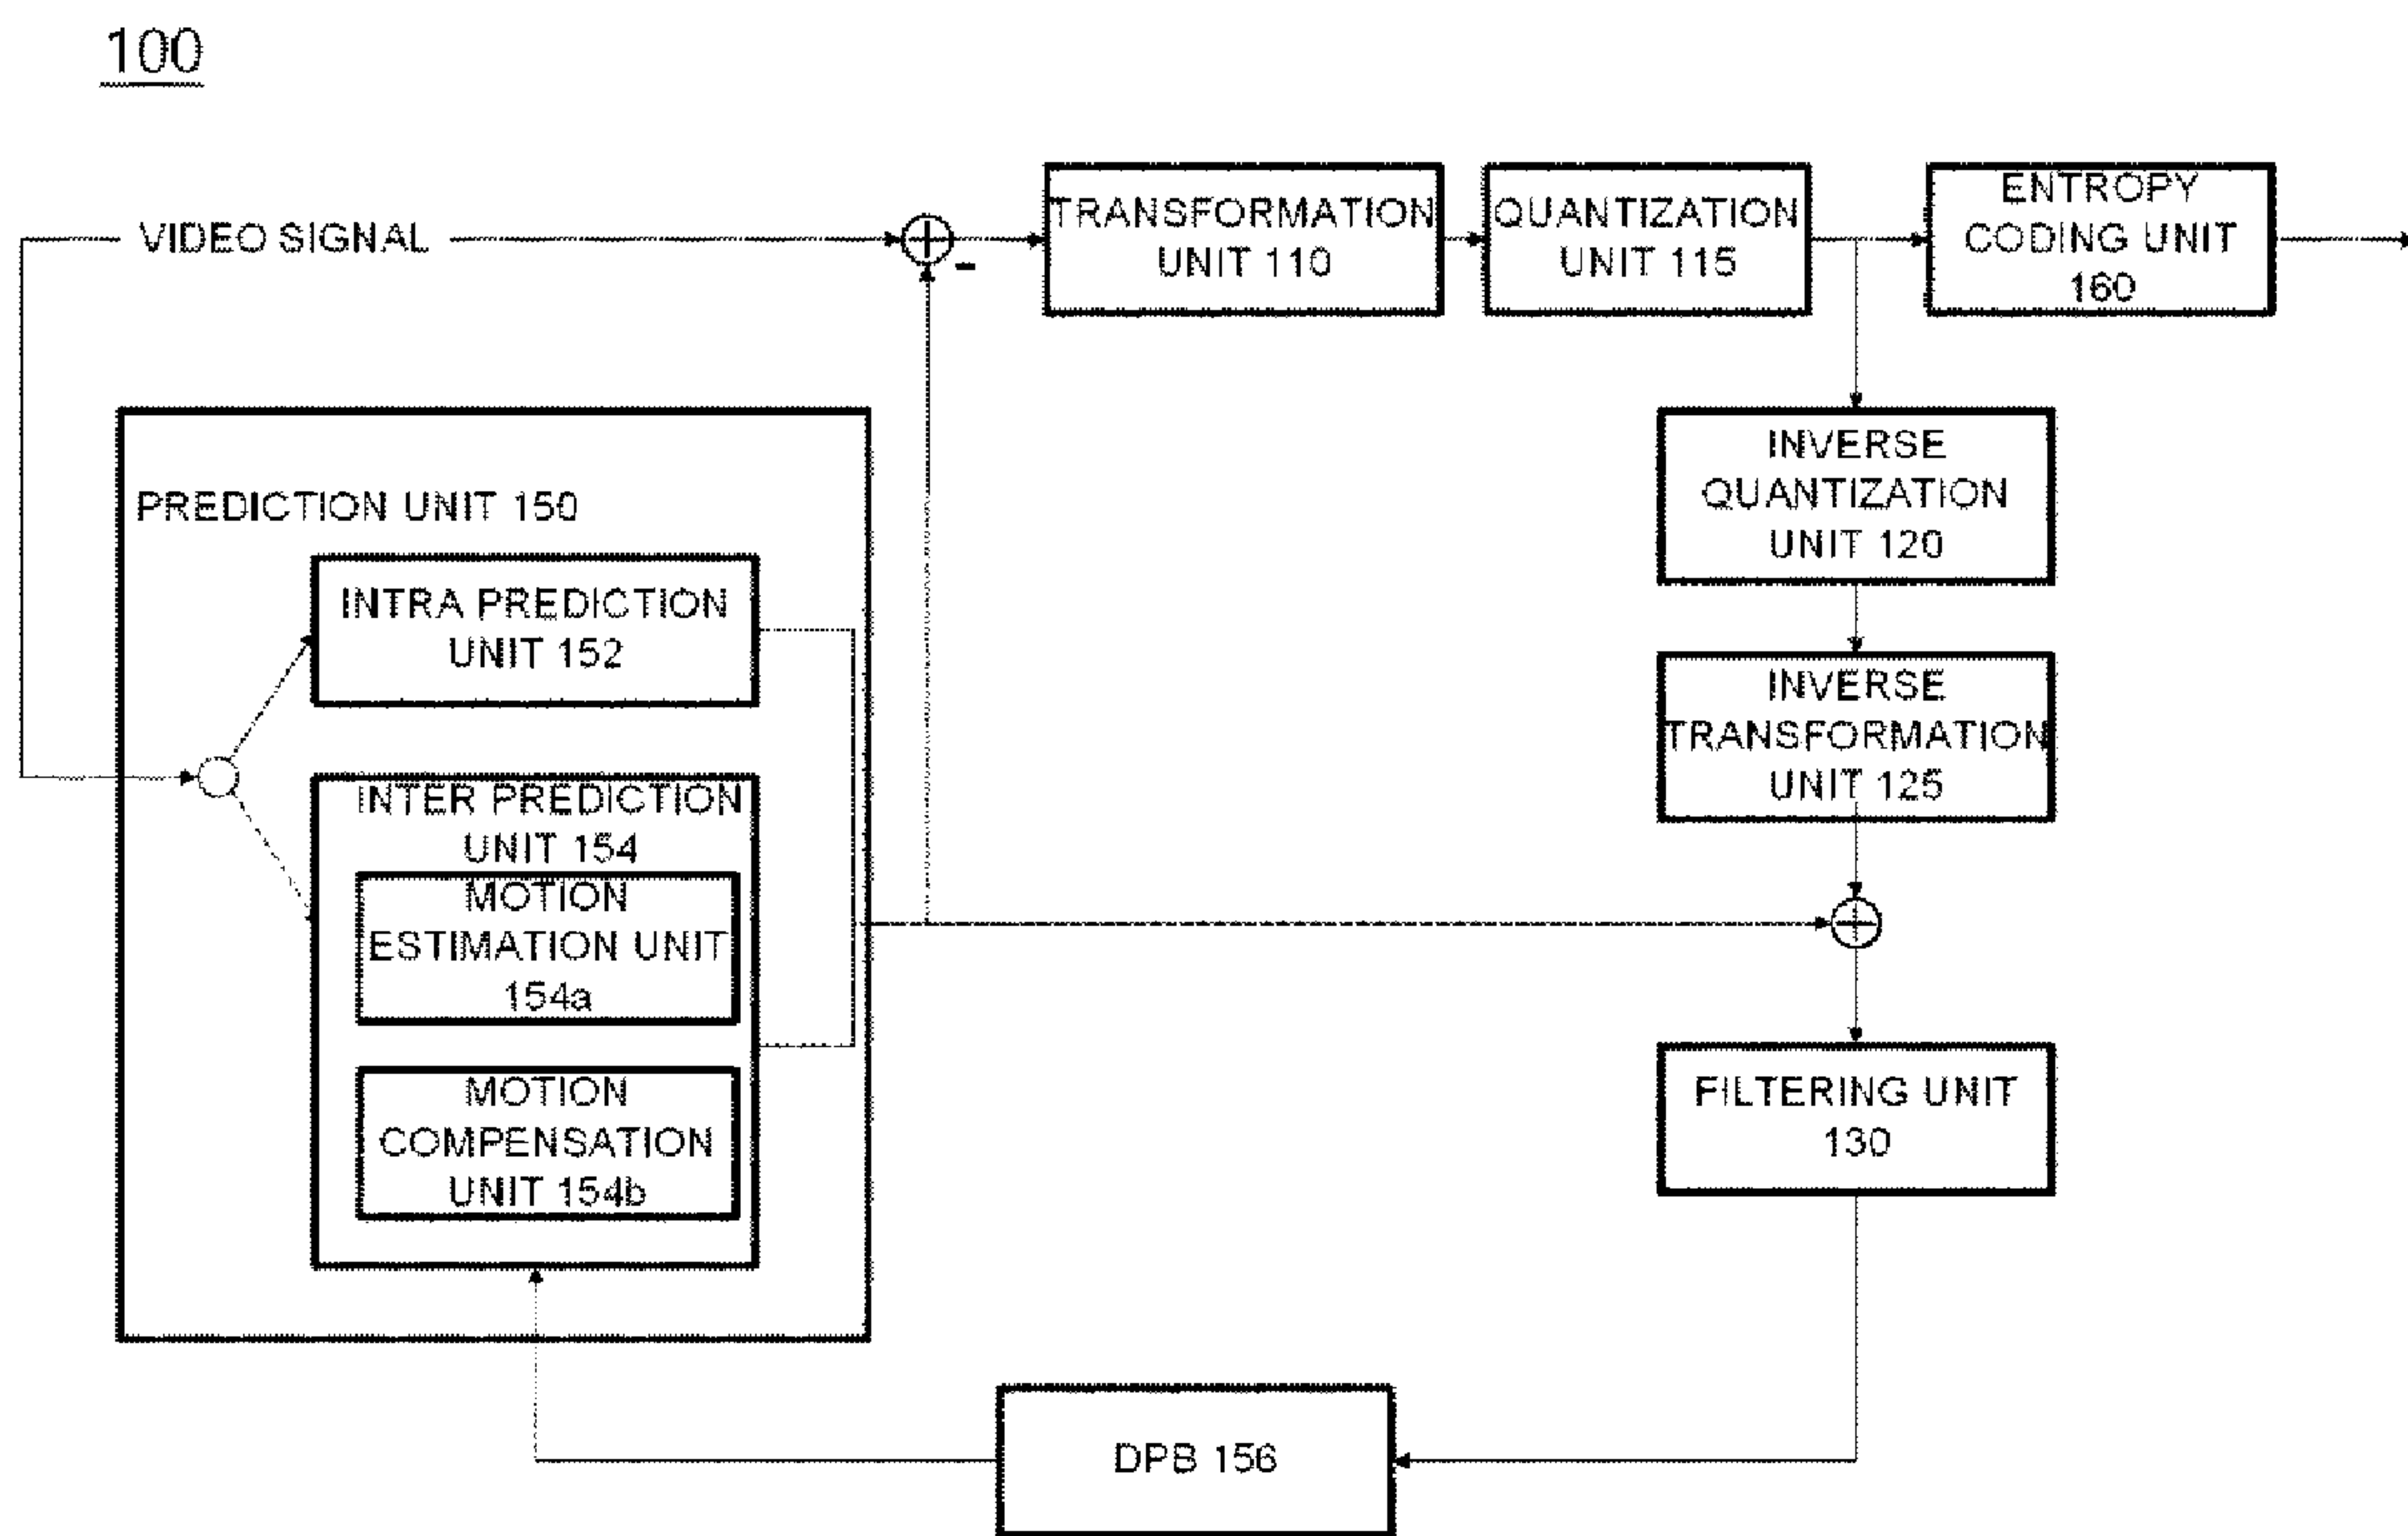 100
VIDEO SIGNAL
-
TRANSFORMATION
UNIT 110
QUANTIZATION
UNIT 115
ENTROPY
CODING UNIT
160
PREDICTION UNIT 150
INTRA PREDICTION
UNIT 152
INTER PREDICTION
UNIT 154
MOTION
ESTIMATION UNIT
154a
MOTION
COMPENSATION
UNIT 154b
INVERSE
QUANTIZATION
UNIT 120
INVERSE
TRANSFORMATION
UNIT 125
FILTERING UNIT
130
DPB 156